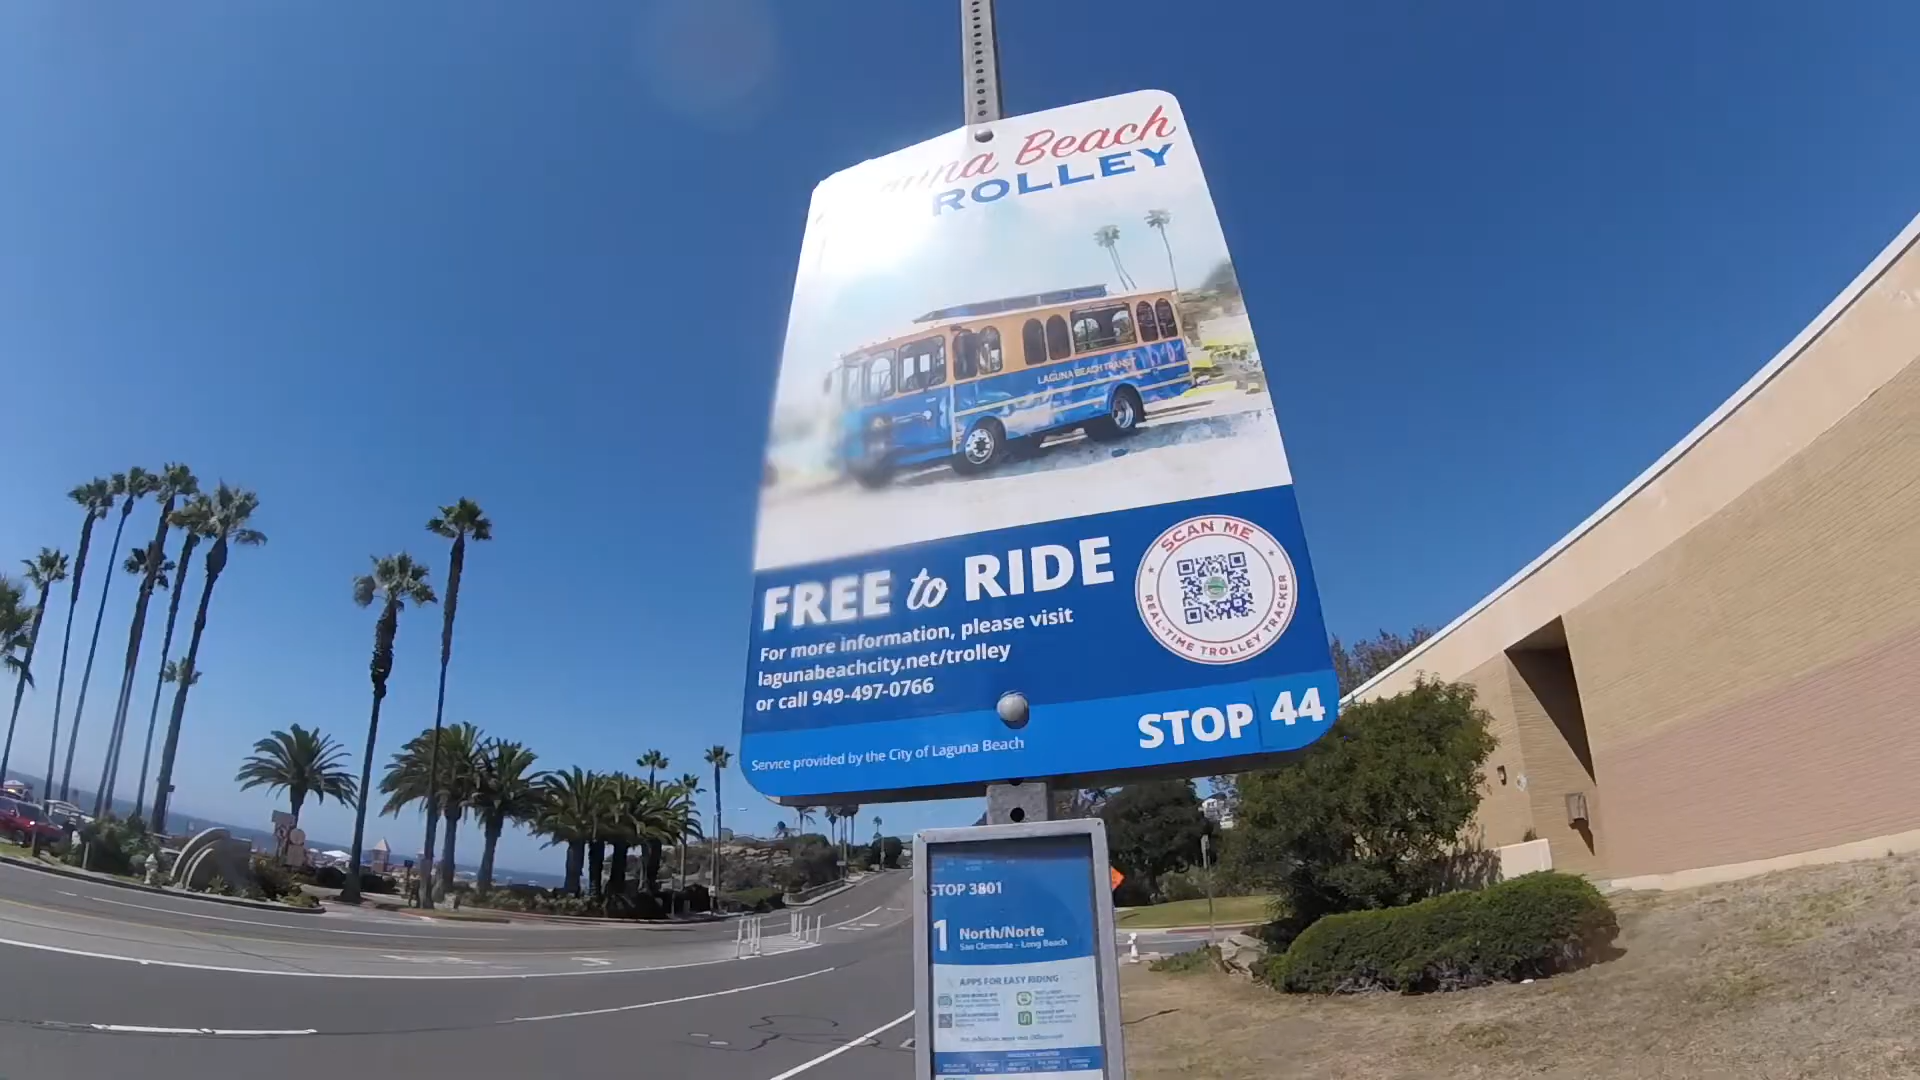 Beach
ROLLEY
LAGUNA BEACH TRANSIT
FREE to RIDE
For more information, please visit
lagunabeachcity.net/trolley
or call 949-497-0766
SCAN ME
REAL-TIME TROLLEY TRACKER
STOP 44
Service provided by the City of Laguna Beach
STOP 3801
1 North/Norte
San Clemente - Long Beach
APPS FOR EASY RIDING